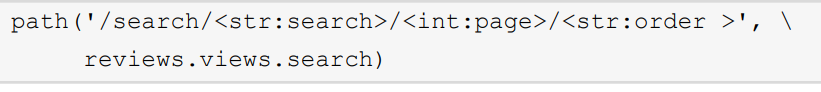 path('/search/<str:search>/<int:page>/<str:order >', \
reviews.views.search)